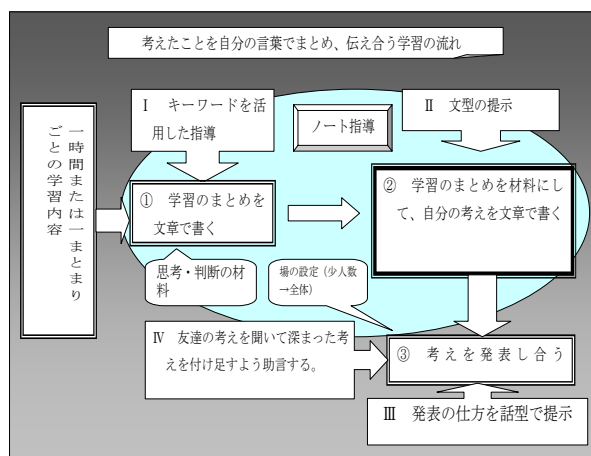 考えたことを自分の言葉でまとめ、伝え合う学習の流れ
一時間または一まとまり
ごとの学習内容
Ⅰ　キーワードを活
用した指導
ノート指導
Ⅱ　文型の提示
①　学習のまとめを
文章で書く
②　学習のまとめを材料にし
て、自分の考えを文章で書く
思考・判断の材
料
場の設定（少人数
→全体）
Ⅳ　友達の考えを聞いて深まった考
えを付け足すよう助言する。
③　考えを発表し合う
Ⅲ　発表の仕方を話型で提示